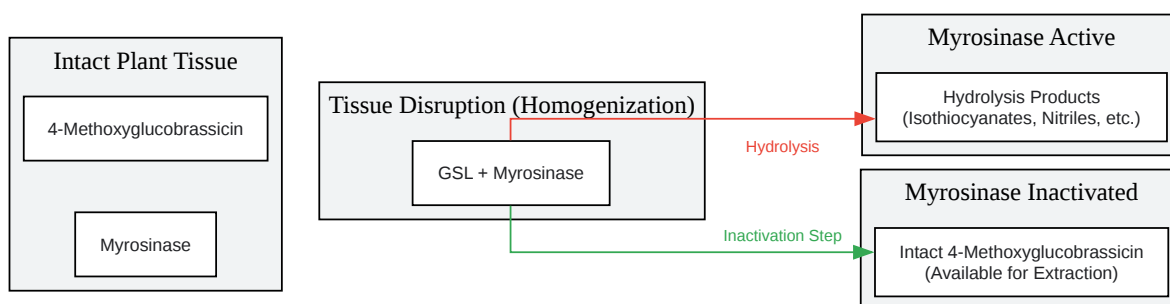 Intact Plant Tissue
4-Methoxyglucobrassicin
Myrosinase
Tissue Disruption (Homogenization)
GSL + Myrosinase
Hydrolysis
Inactivation Step
Myrosinase Active
Hydrolysis Products
(Isothiocyanates, Nitriles, etc.)
Myrosinase Inactivated
Intact 4-Methoxyglucobrassicin
(Available for Extraction)